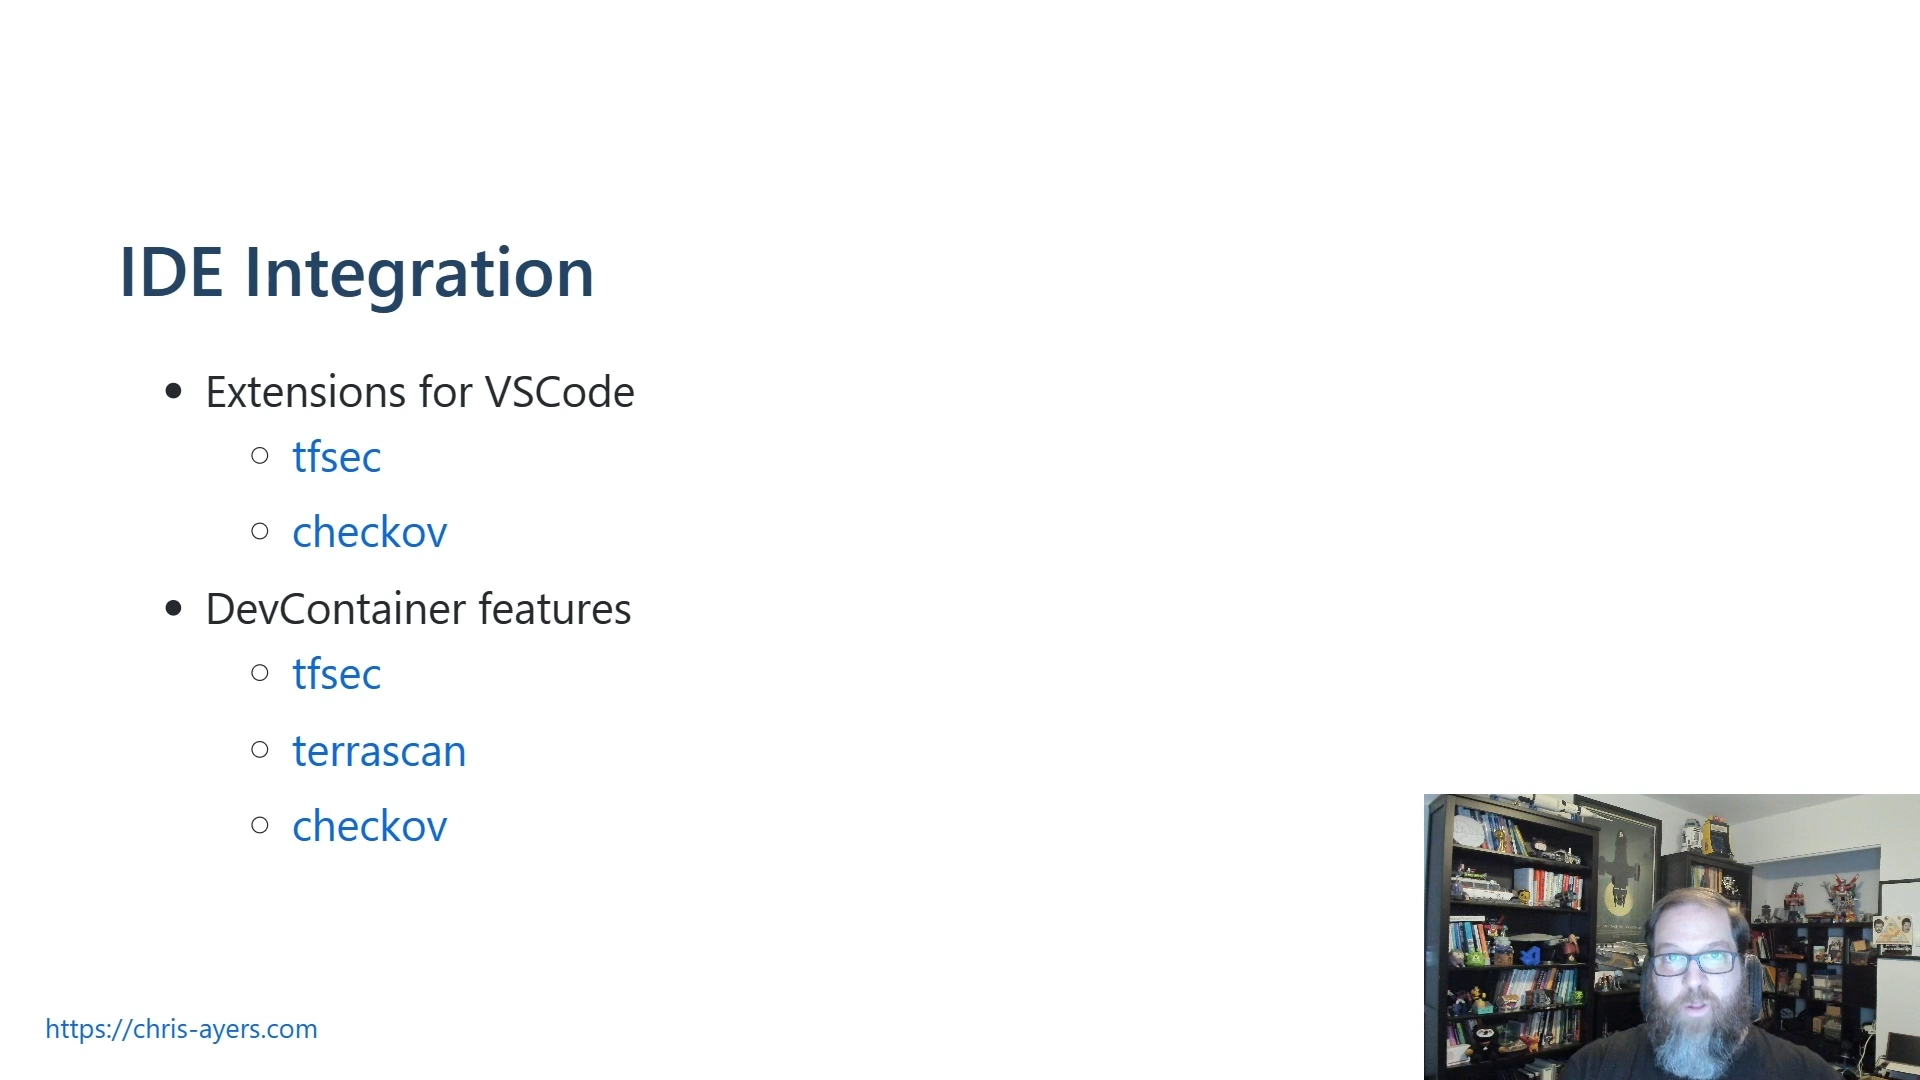 IDE Integration
Extensions for VSCode
tfsec
checkov
DevContainer features
tfsec
terrascan
checkov
https://chris-ayers.com